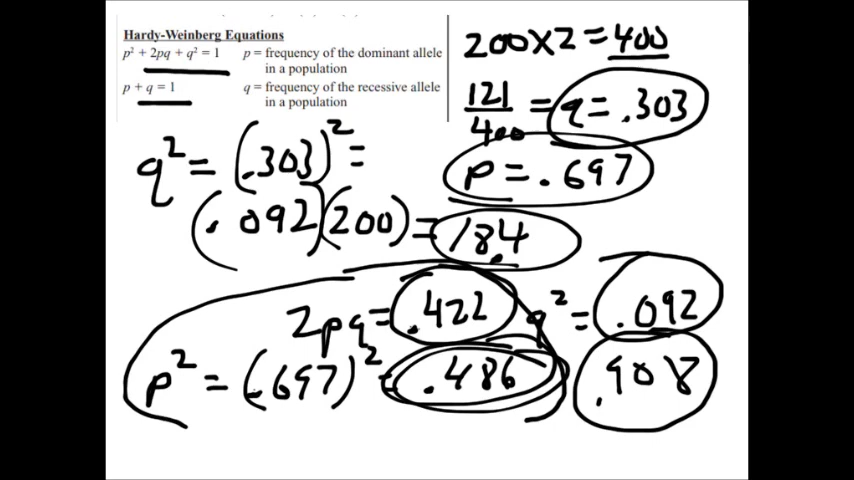 Hardy-Weinberg Equations
p² + 2pq + q² = 1 p = frequency of the dominant allele
in a population
p + q = 1 q = frequency of the recessive allele
in a population
200 x 2 = 400
121/400 = q = .303
p = .697
q² = (.303)² =
(.092)(200) = 18.4
2pq = .422 q² = .092
p² = (.697)² = .486 .908